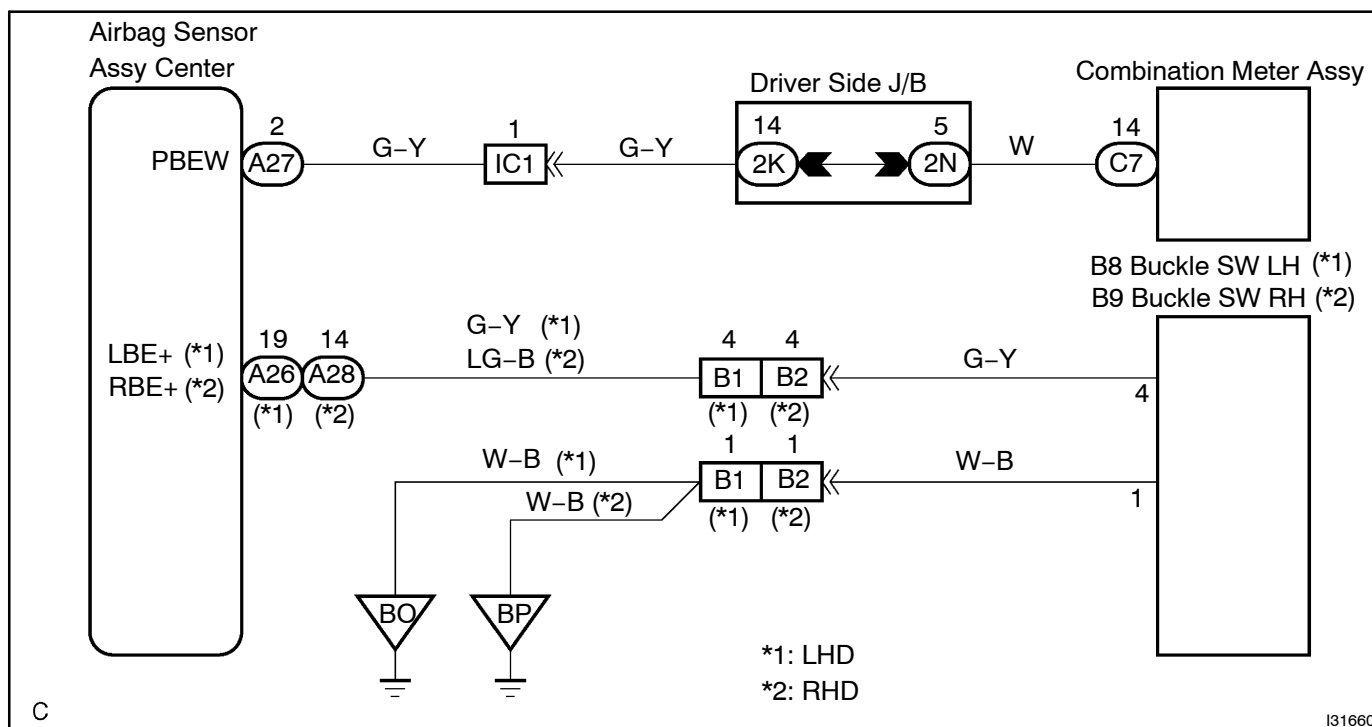 Airbag Sensor
Assy Center
Driver Side J/B
Combination Meter Assy
2
1
14
5
14
PBEW
A27
G−Y
IC1
G−Y
2K
2N
W
C7
B8 Buckle SW LH (*1)
B9 Buckle SW RH (*2)
LBE+ (*1)
RBE+ (*2)
19
14
A26
A28
(*1)
(*2)
G−Y (*1)
LG−B (*2)
4
4
B1
B2
(*1)
(*2)
G−Y
4
W−B (*1)
W−B (*2)
1
1
B1
B2
(*1)
(*2)
W−B
1
BO
BP
*1: LHD
*2: RHD
C
I31660